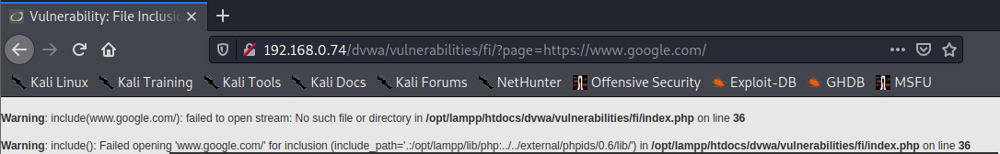 Vulnerability: File Inclusi
192.168.0.74/dvwa/vulnerabilities/fi/?page=https://www.google.com/
Kali Linux Kali Training Kali Tools Kali Docs Kali Forums NetHunter Offensive Security Exploit-DB GHDB MSFU
Warning: include(www.google.com/): failed to open stream: No such file or directory in /opt/lampp/htdocs/dvwa/vulnerabilities/fi/index.php on line 36
Warning: include(): Failed opening 'www.google.com/' for inclusion (include_path='.:/opt/lampp/lib/php:../../external/phpids/0.6/lib/') in /opt/lampp/htdocs/dvwa/vulnerabilities/fi/index.php on line 36